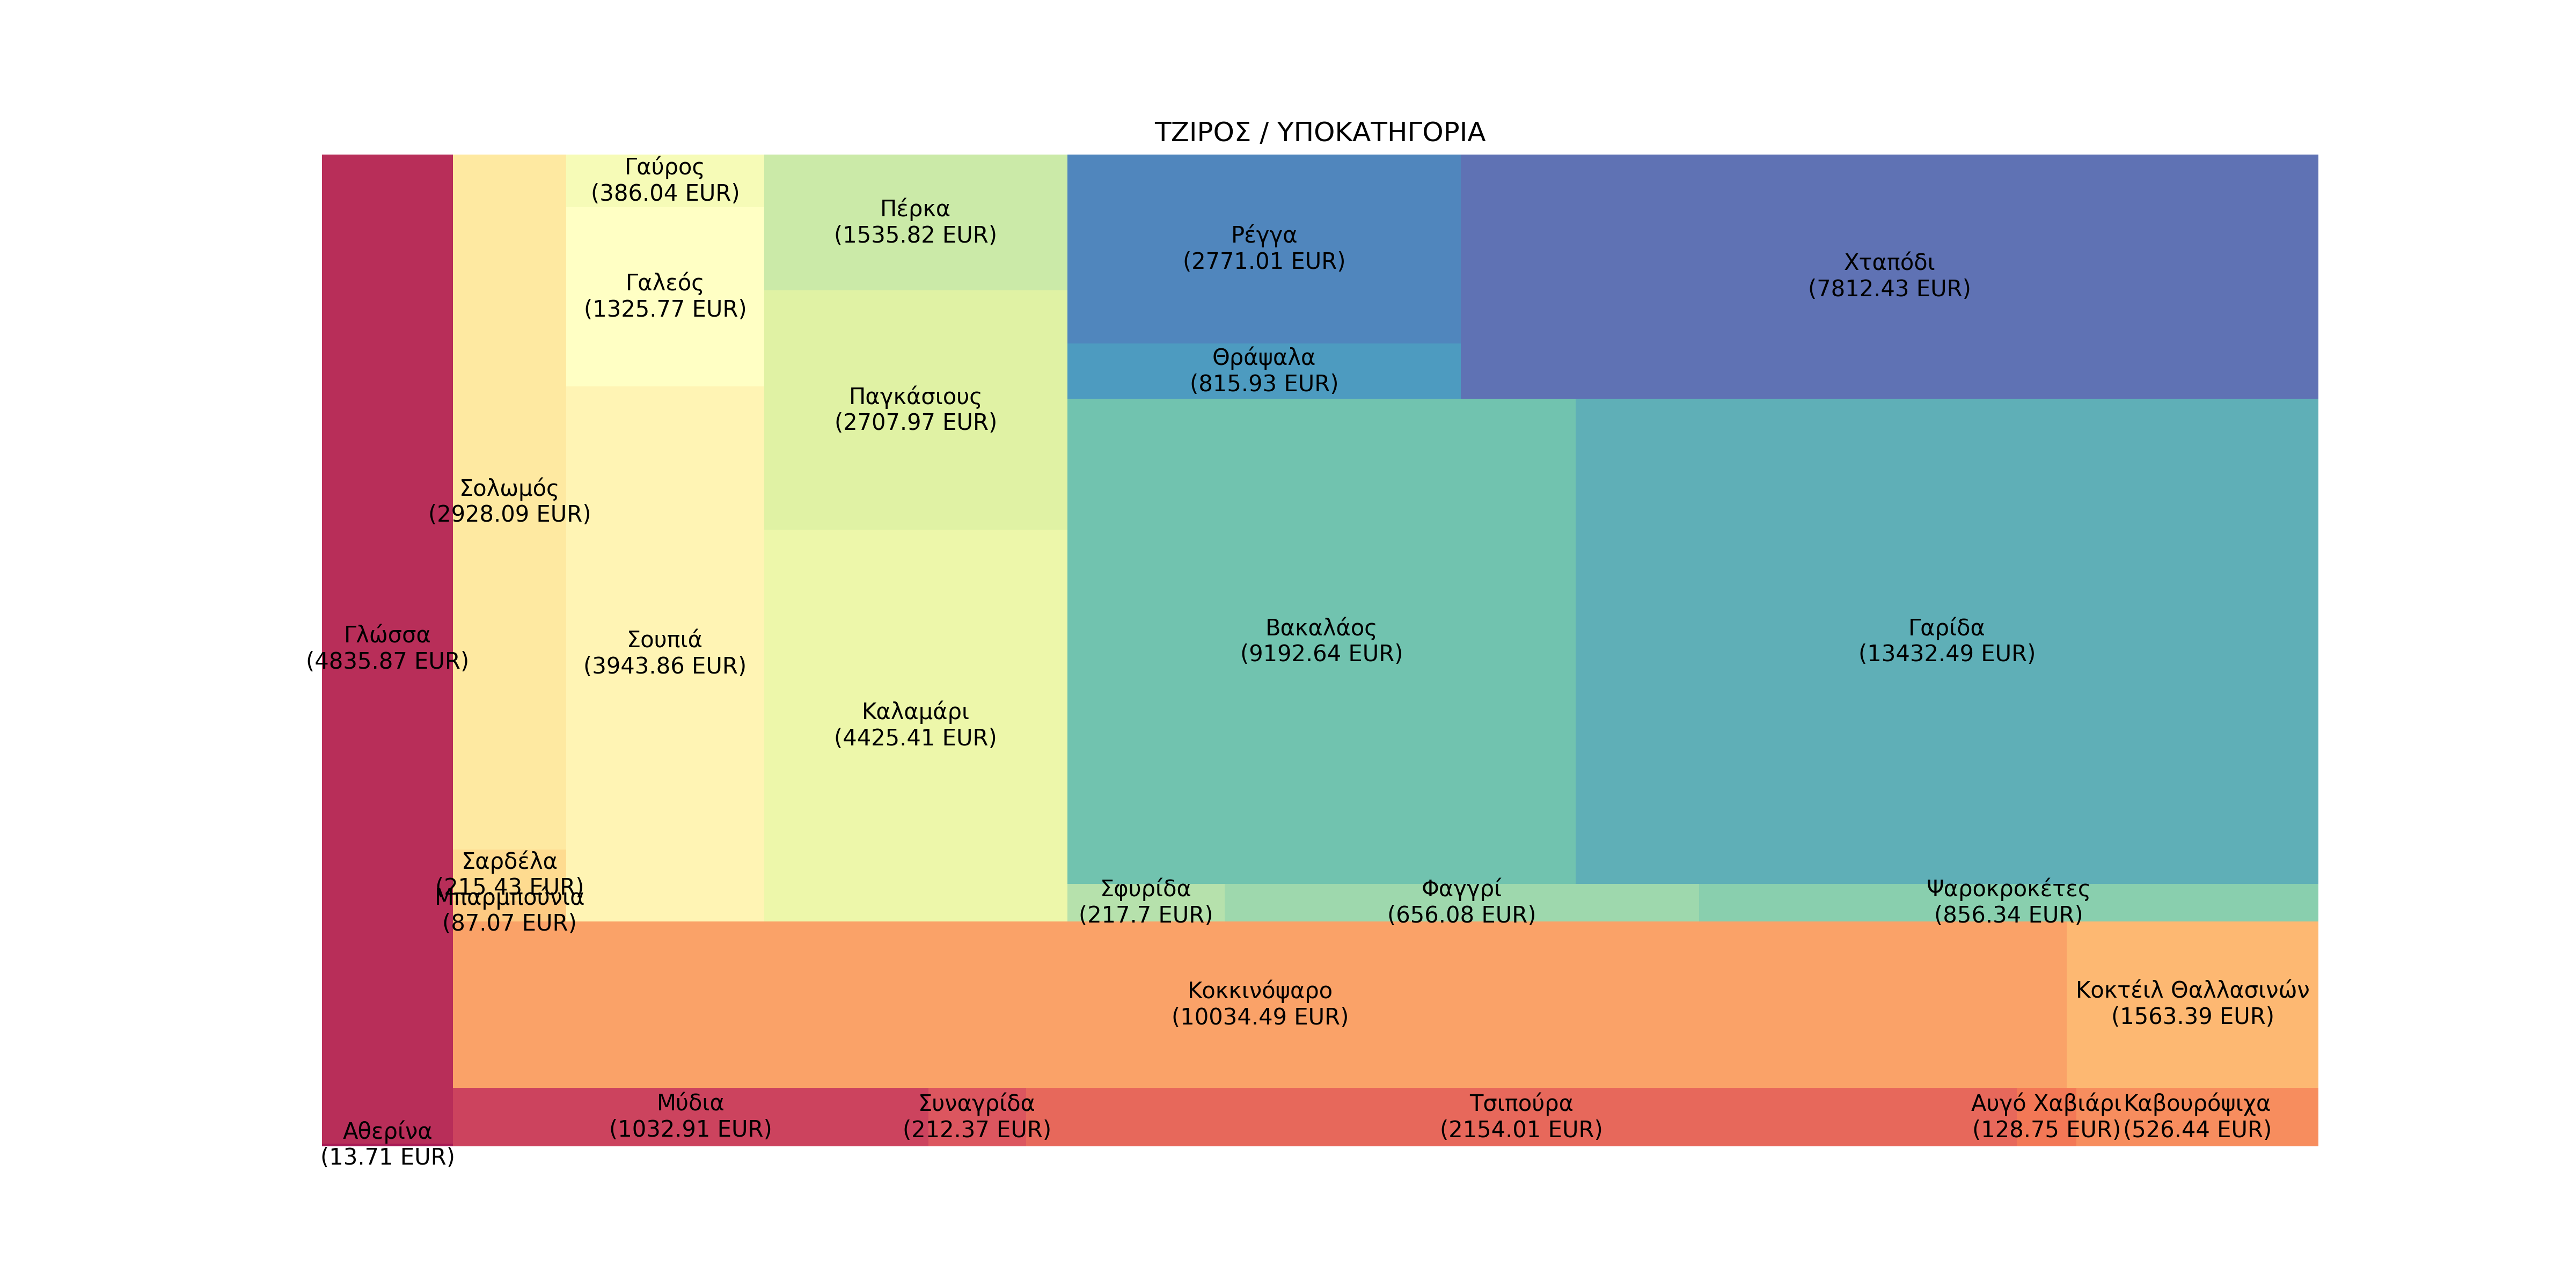 ΤΖΙΡΟΣ / ΥΠΟΚΑΤΗΓΟΡΙΑ
Γαύρος
(386.04 EUR)
Πέρκα
(1535.82 EUR)
Ρέγγα
(2771.01 EUR)
Χταπόδι
(7812.43 EUR)
Γαλεός
(1325.77 EUR)
Θράψαλα
(815.93 EUR)
Παγκάσιους
(2707.97 EUR)
Σολωμός
(2928.09 EUR)
Γλώσσα
(4835.87 EUR)
Σουπιά
(3943.86 EUR)
Βακαλάος
(9192.64 EUR)
Γαρίδα
(13432.49 EUR)
Καλαμάρι
(4425.41 EUR)
Σαρδέλα
(215.43 EUR)
Μπαρμπούνια
(87.07 EUR)
Σφυρίδα
(217.7 EUR)
Φαγγρί
(656.08 EUR)
Ψαροκροκέτες
(856.34 EUR)
Κοκκινόψαρο
(10034.49 EUR)
Κοκτέιλ Θαλλασινών
(1563.39 EUR)
Αθερίνα
(13.71 EUR)
Μύδια
(1032.91 EUR)
Συναγρίδα
(212.37 EUR)
Τσιπούρα
(2154.01 EUR)
Αυγό Χαβιάρι
(128.75 EUR)
Καβουρόψιχα
(526.44 EUR)